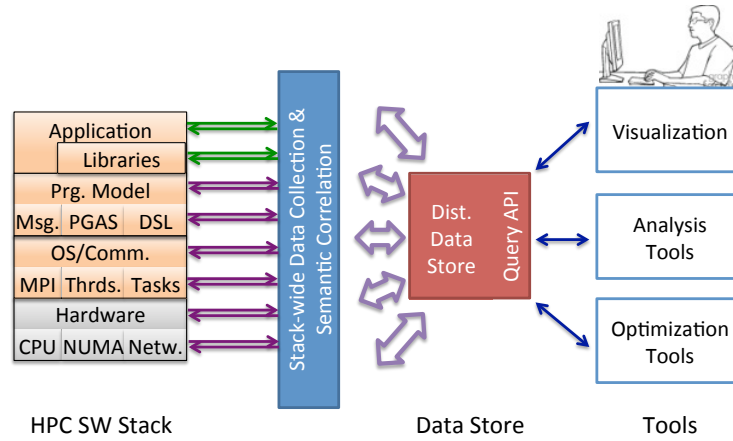 Application
Libraries
Prg. Model
Msg. PGAS DSL
OS/Comm.
MPI Thrds. Tasks
Hardware
CPU NUMA Netw.
HPC SW Stack
Stack-wide Data Collection &
Semantic Correlation
Dist.
Data
Store
Query API
Data Store
Visualization
Analysis
Tools
Optimization
Tools
Tools